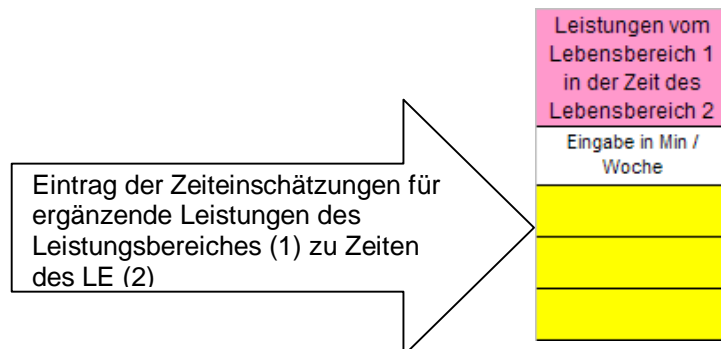 Leistungen vom
Lebensbereich 1
in der Zeit des
Lebensbereich 2
Eingabe in Min /
Woche
Eintrag der Zeiteinschätzungen für
ergänzende Leistungen des
Leistungsbereiches (1) zu Zeiten
des LE (2)